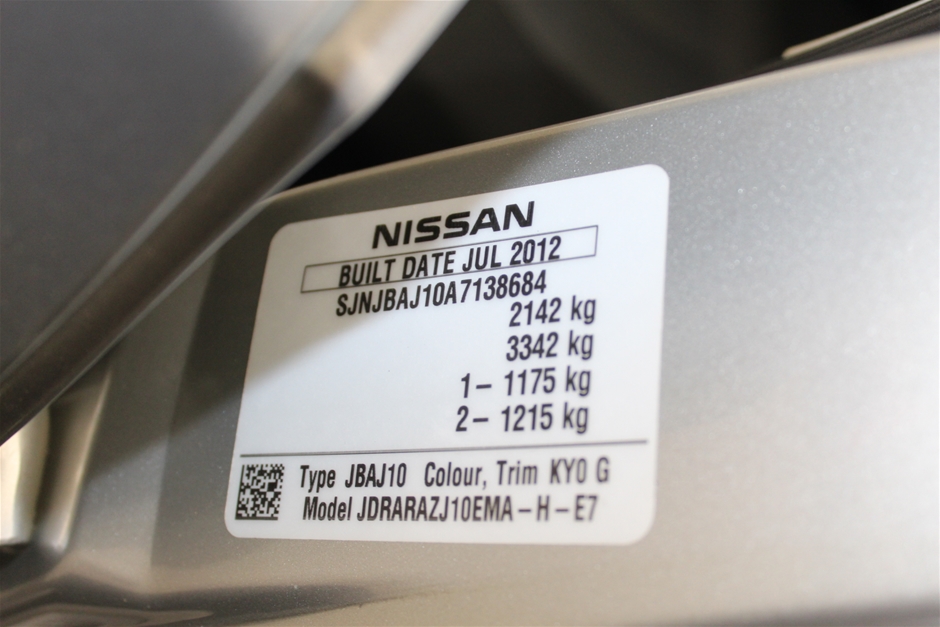 NISSAN
BUILT DATE JUL 2012
SJNJBAJ10A7138684
2142 kg
3342 kg
1- 1175 kg
2- 1215 kg
Type JBAJ10 Colour, Trim KY0 G
Model JDRARAZJ10EMA-H-E7